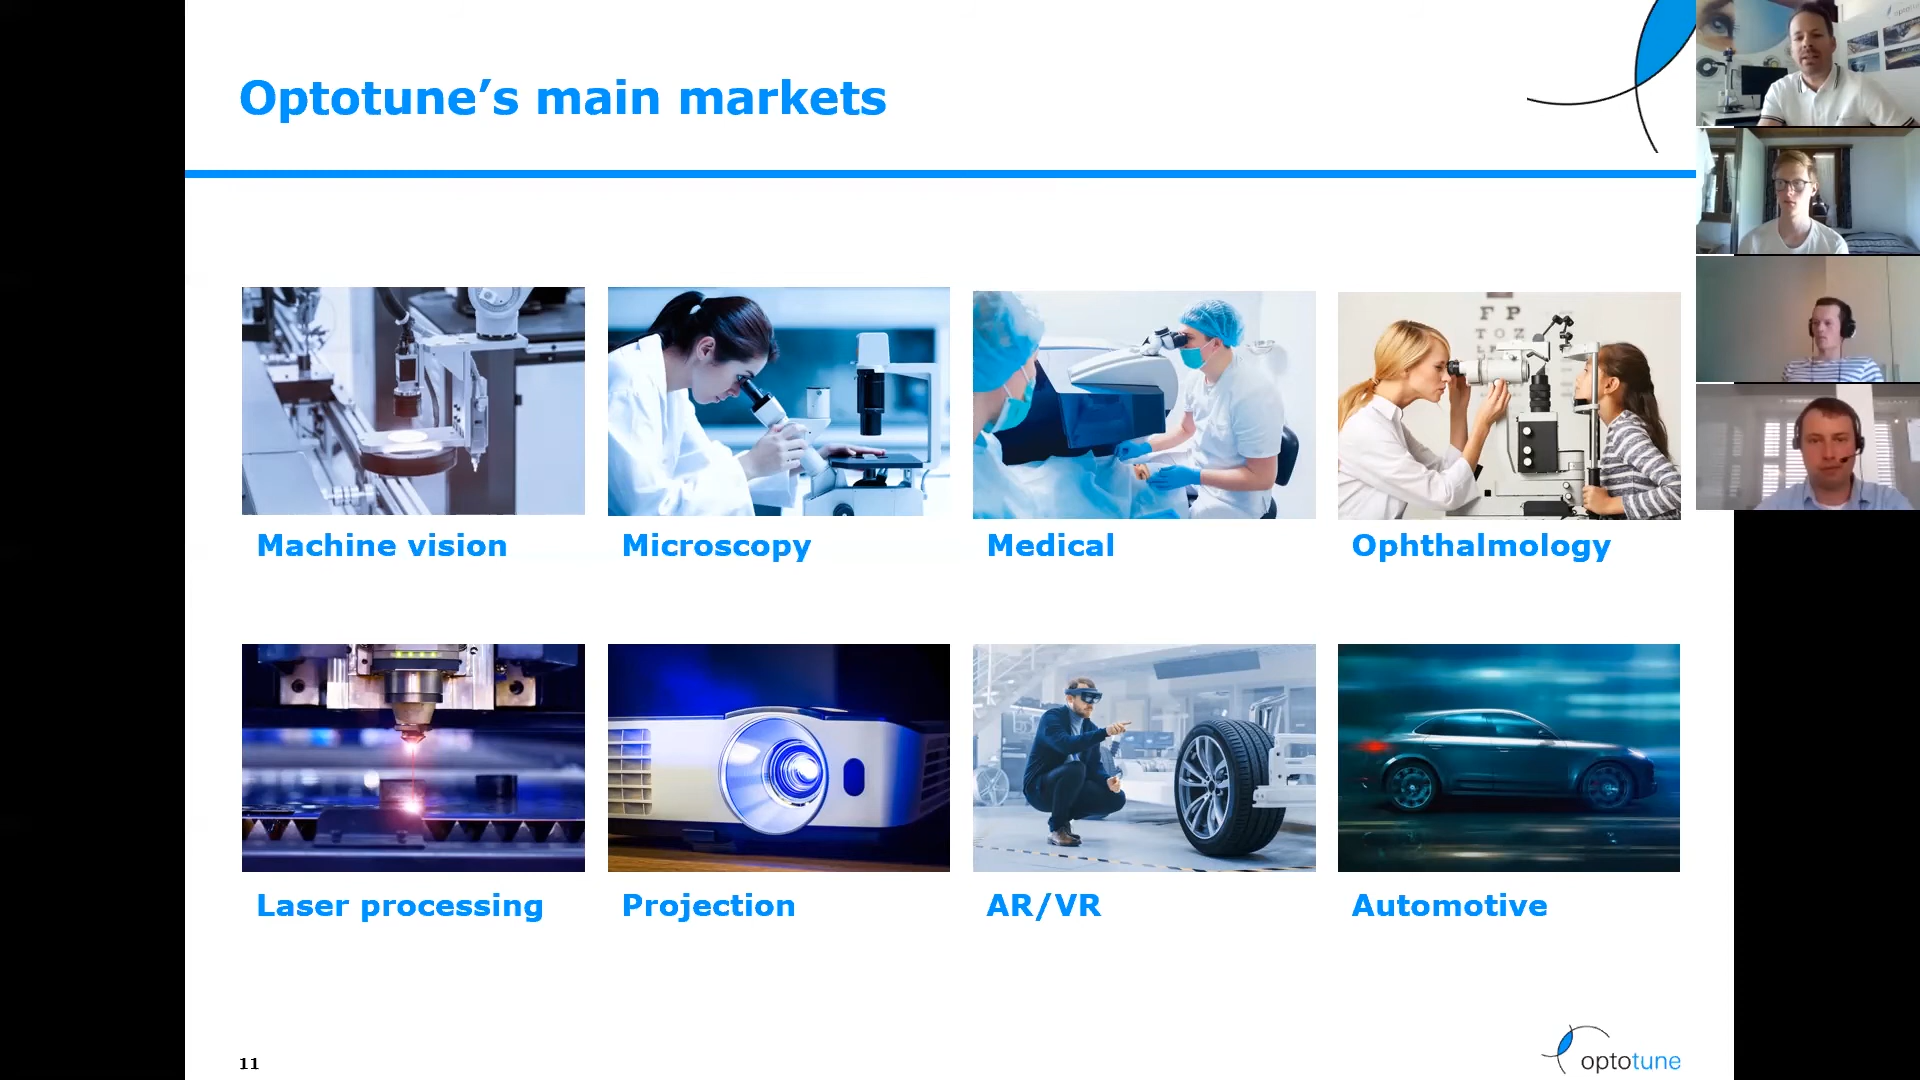 Optotune’s main markets
F P
T O Z
Machine vision
Microscopy
Medical
Ophthalmology
Laser processing
Projection
AR/VR
Automotive
11
optotune